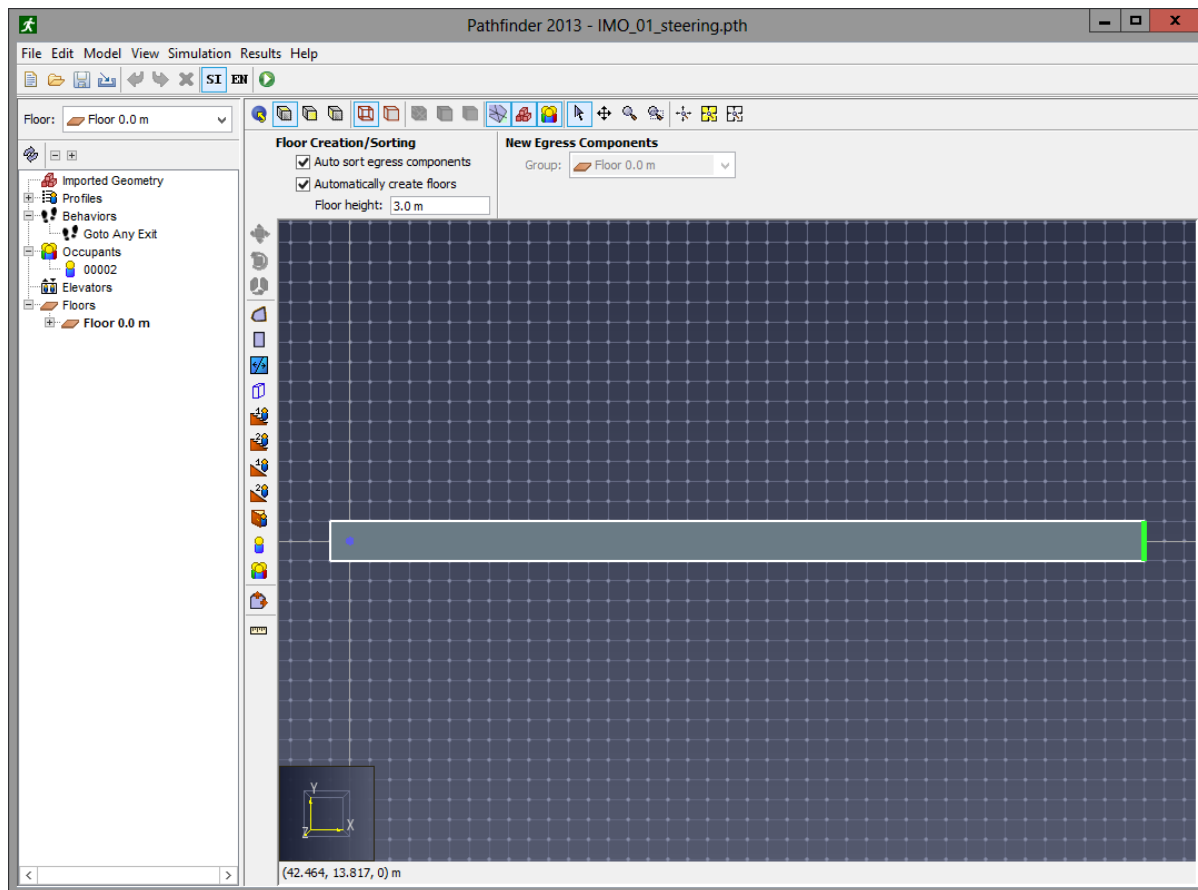 Pathfinder 2013 - IMO_01_steering.pth
File Edit Model View Simulation Results Help
SI EN
Floor: Floor 0.0 m
Floor Creation/Sorting
Auto sort egress components
Automatically create floors
Floor height: 3.0 m
New Egress Components
Group: Floor 0.0 m
Imported Geometry
Profiles
Behaviors
Goto Any Exit
Occupants
00002
Elevators
Floors
Floor 0.0 m
Y
Z X
(42.464, 13.817, 0) m